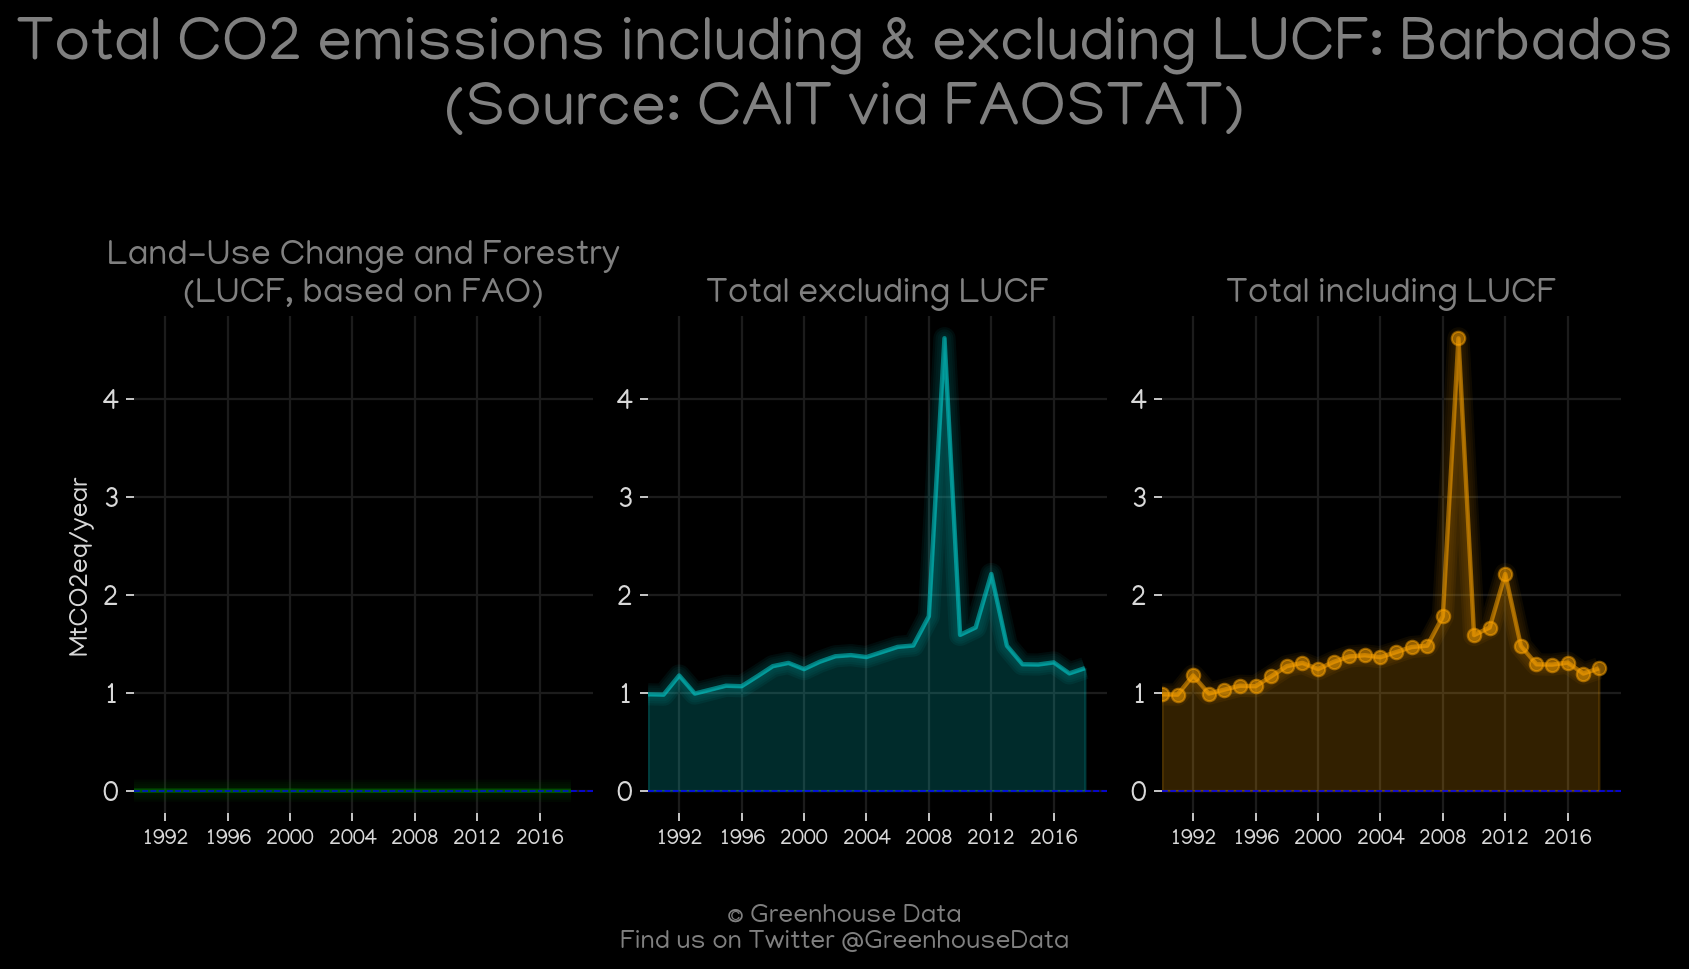 Total CO2 emissions including & excluding LUCF: Barbados
(Source: CAIT via FAOSTAT)
Land-Use Change and Forestry
(LUCF, based on FAO)
Total excluding LUCF
Total including LUCF
MtCO2eq/year
4
3
2
1
0
1992 1996 2000 2004 2008 2012 2016
4
3
2
1
0
1992 1996 2000 2004 2008 2012 2016
4
3
2
1
0
1992 1996 2000 2004 2008 2012 2016
© Greenhouse Data
Find us on Twitter @GreenhouseData